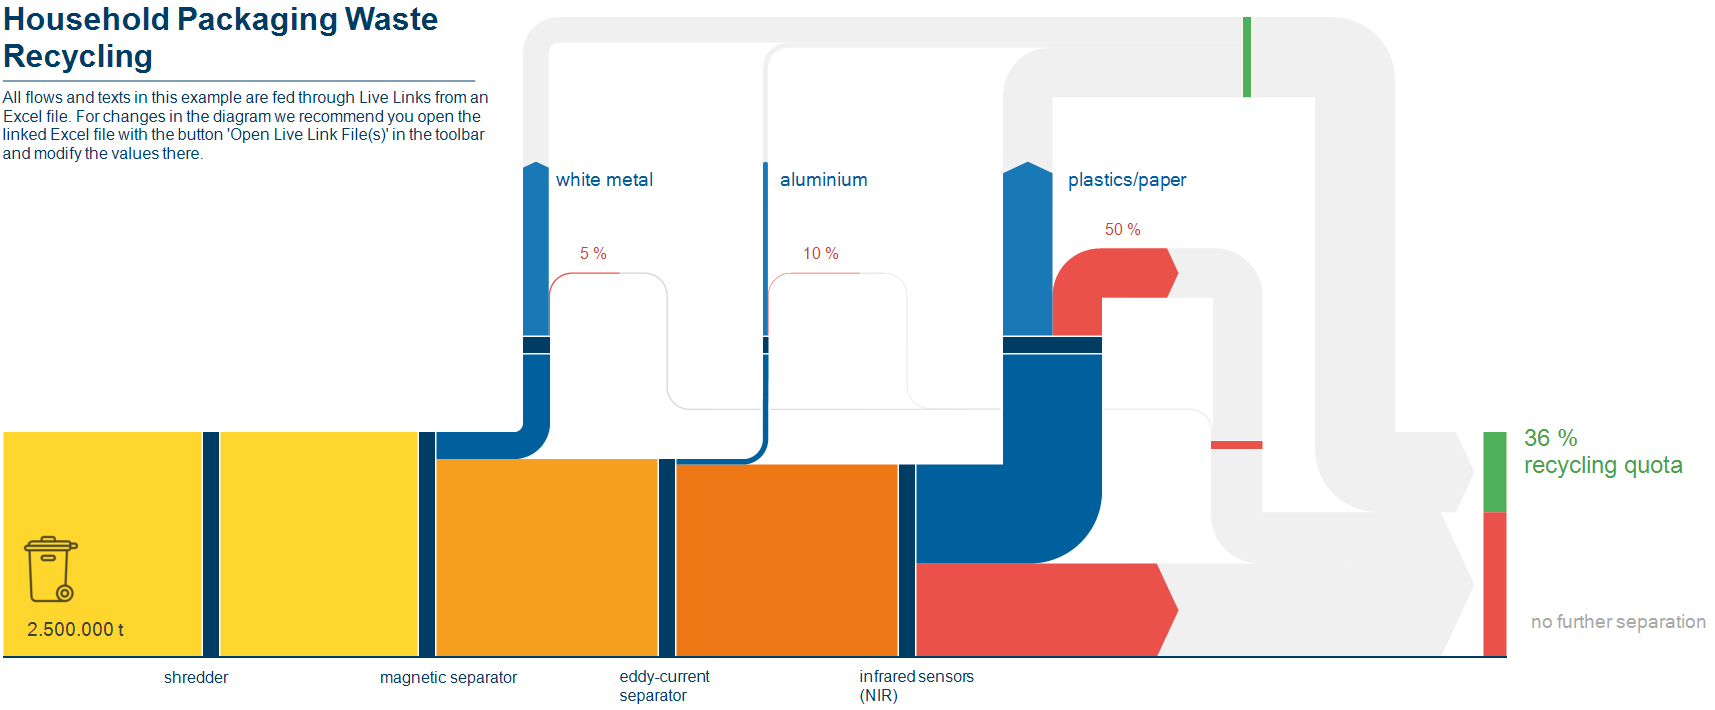 Household Packaging Waste
Recycling
All flows and texts in this example are fed through Live Links from an
Excel file. For changes in the diagram we recommend you open the
linked Excel file with the button 'Open Live Link File(s)' in the toolbar
and modify the values there.
white metal
aluminium
plastics/paper
50 %
5 %
10 %
36 %
recycling quota
2.500.000 t
no further separation
shredder
magnetic separator
eddy-current
separator
infrared sensors
(NIR)